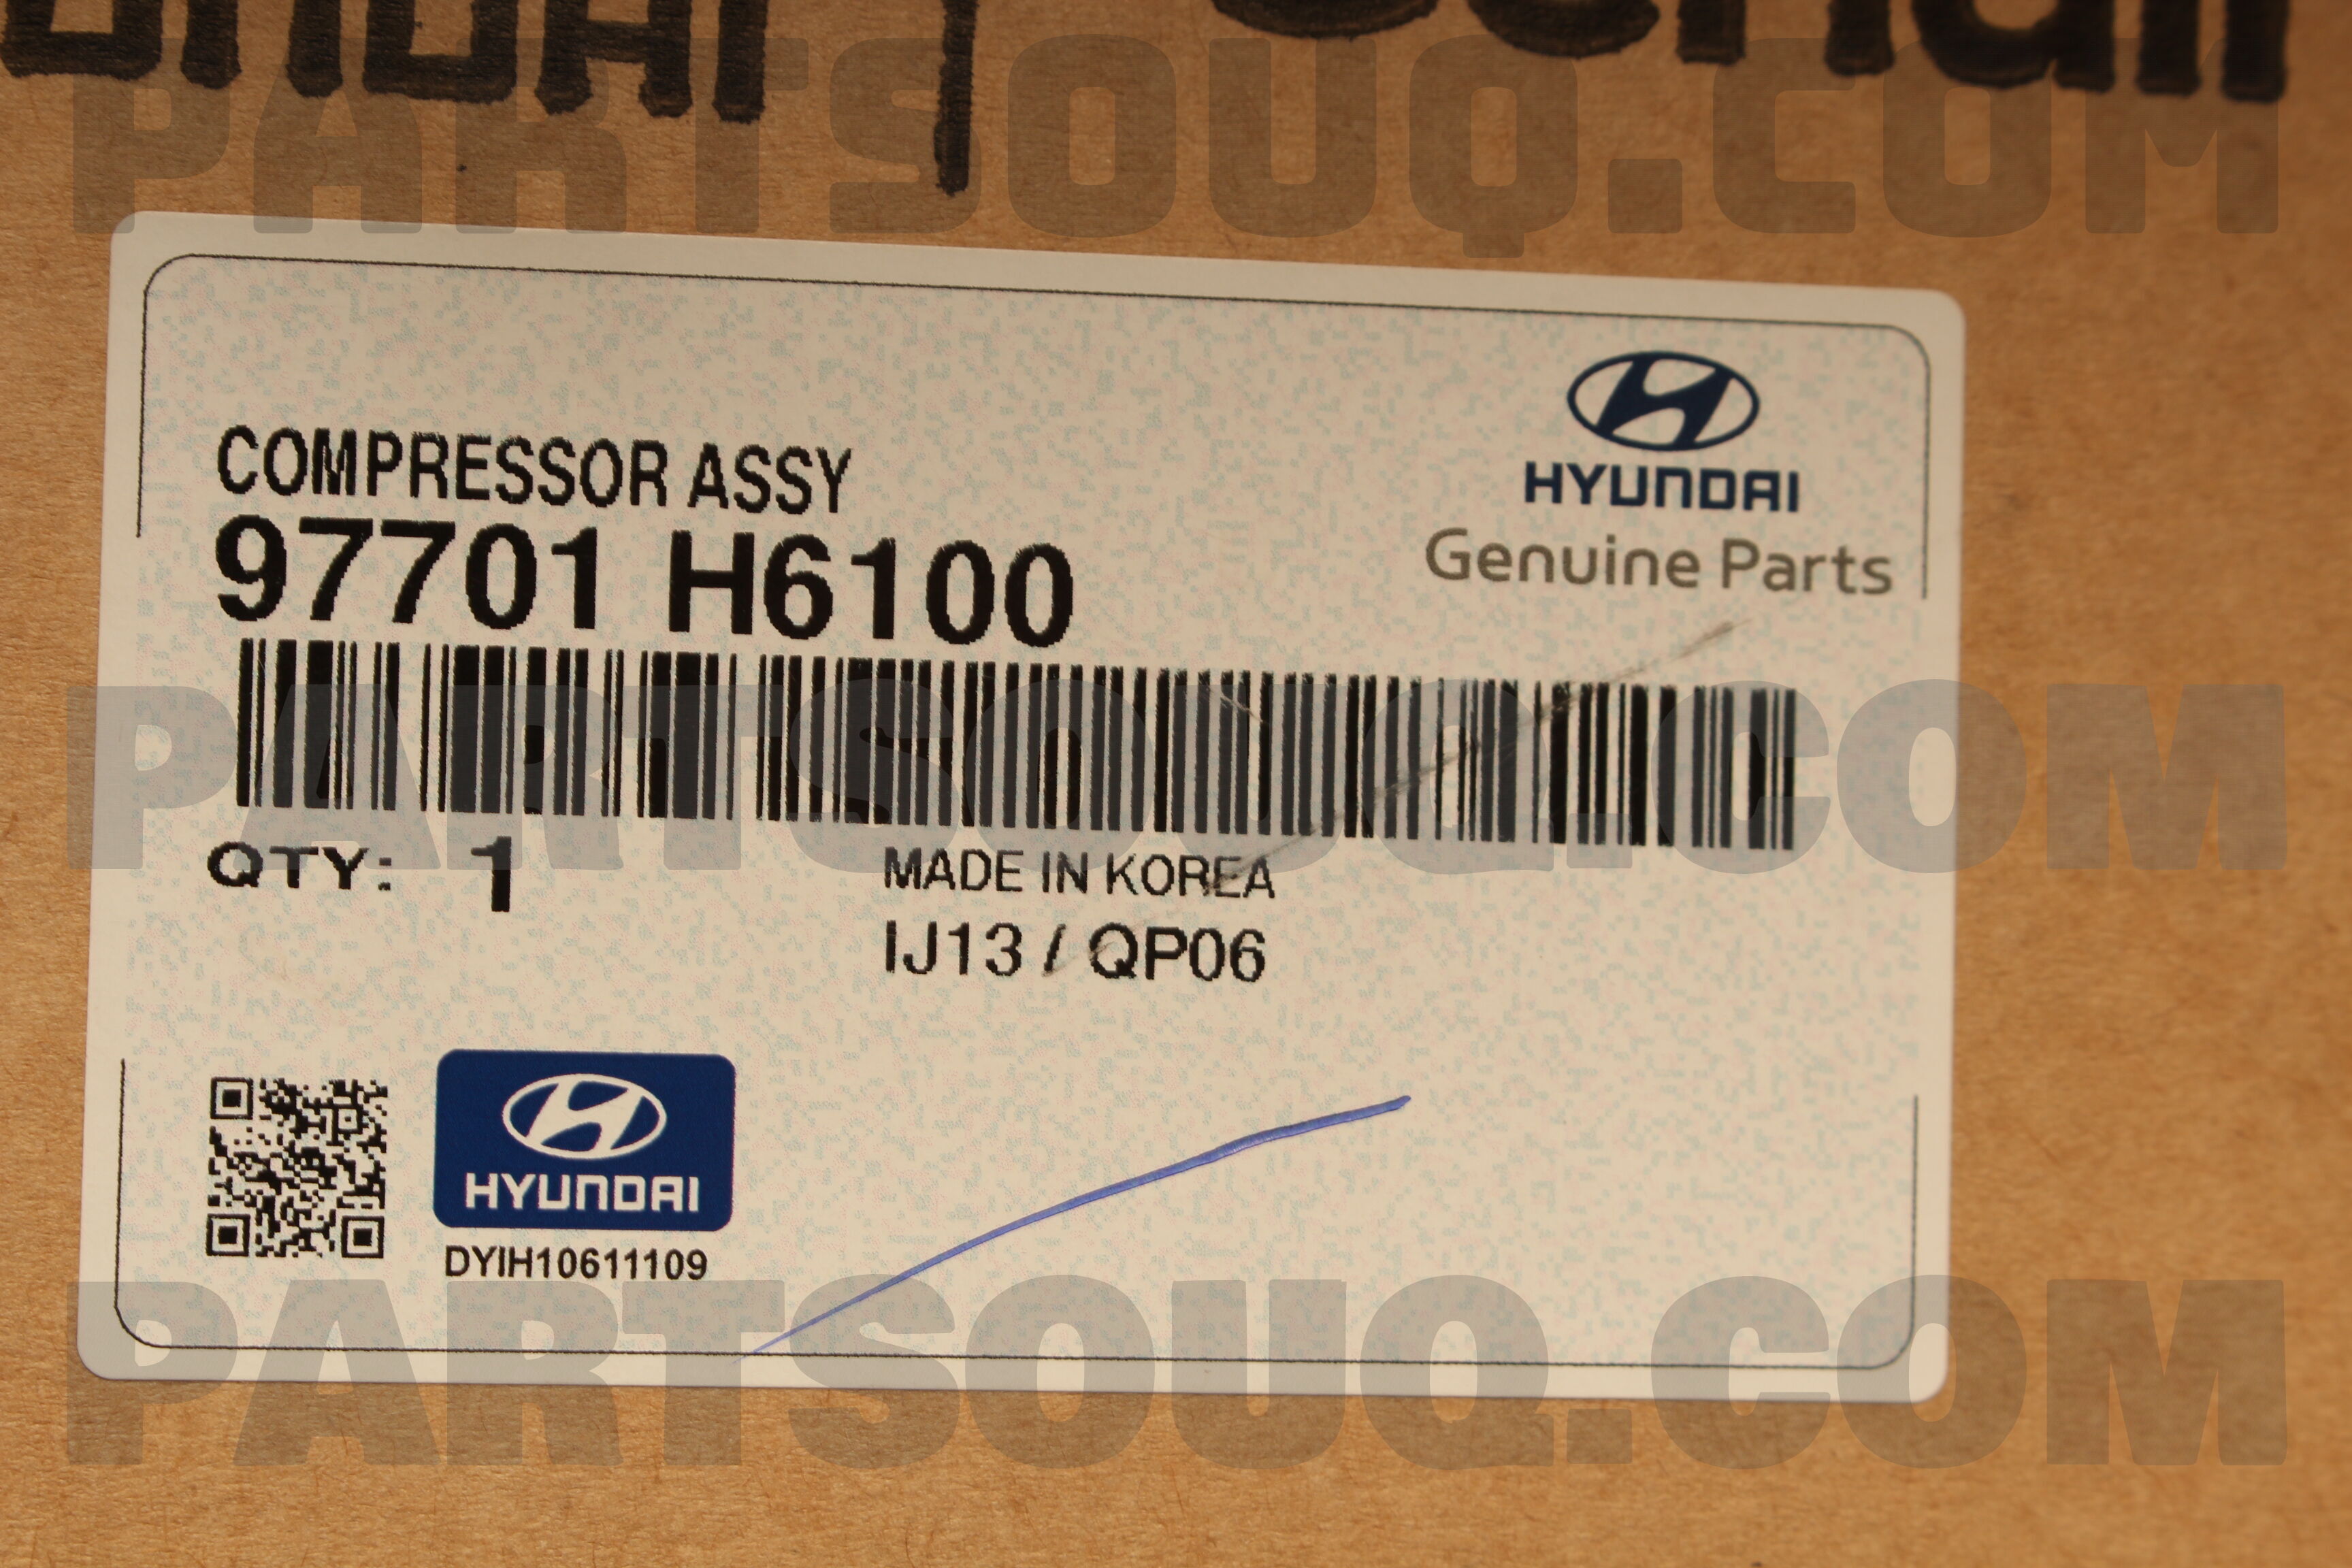 PARTSOUQ.COM
HYUNDAI
Genuine Parts
COMPRESSOR ASSY
97701 H6100
PARTSOUQ.COM
QTY: 1
MADE IN KOREA
IJ13 / QP06
HYUNDAI
DYIH10611109
PARTSOUQ.COM